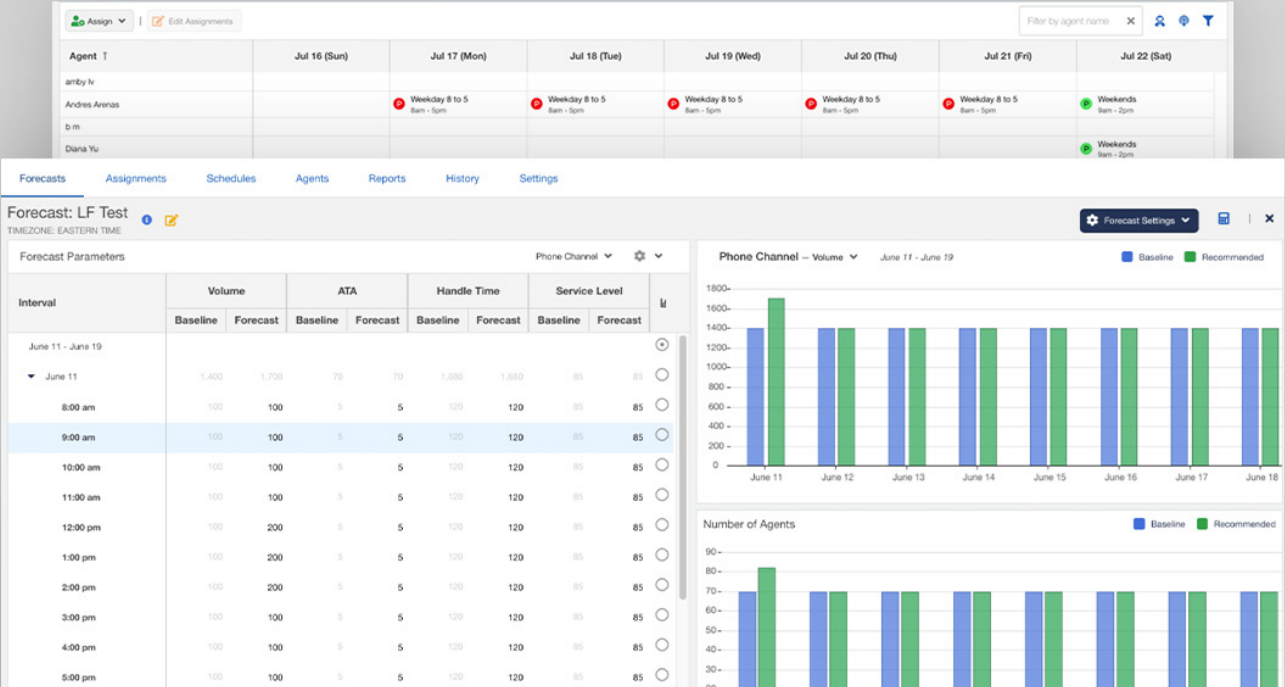 Assign | Edit Assignments Filter by agent name
Agent ↑ Jul 16 (Sun) Jul 17 (Mon) Jul 18 (Tue) Jul 19 (Wed) Jul 20 (Thu) Jul 21 (Fri) Jul 22 (Sat)
amby lv
Andres Arenas P Weekday 8 to 5 P Weekday 8 to 5 P Weekday 8 to 5 P Weekday 8 to 5 P Weekday 8 to 5 P Weekends
8am - 5pm 8am - 5pm 8am - 5pm 8am - 5pm 8am - 5pm 9am - 2pm
b m
Diana Yu P Weekends
9am - 2pm
Forecasts Assignments Schedules Agents Reports History Settings
Forecast: LF Test
TIMEZONE: EASTERN TIME
Forecast Settings
Forecast Parameters Phone Channel
Interval Volume ATA Handle Time Service Level
Baseline Forecast Baseline Forecast Baseline Forecast Baseline Forecast
June 11 - June 19
June 11 1,400 1,700 70 70 1,680 1,680 85 85
8:00 am 100 100 5 5 120 120 85 85
9:00 am 100 100 5 5 120 120 85 85
10:00 am 100 100 5 5 120 120 85 85
11:00 am 100 100 5 5 120 120 85 85
12:00 pm 100 200 5 5 120 120 85 85
1:00 pm 100 200 5 5 120 120 85 85
2:00 pm 100 200 5 5 120 120 85 85
3:00 pm 100 100 5 5 120 120 85 85
4:00 pm 100 100 5 5 120 120 85 85
5:00 pm 100 100 5 5 120 120 85 85
Phone Channel – Volume June 11 - June 19 Baseline Recommended
1800
1600
1400
1200
1000
800
600
400
200
0
June 11 June 12 June 13 June 14 June 15 June 16 June 17 June 18
Number of Agents Baseline Recommended
90
80
70
60
50
40
30